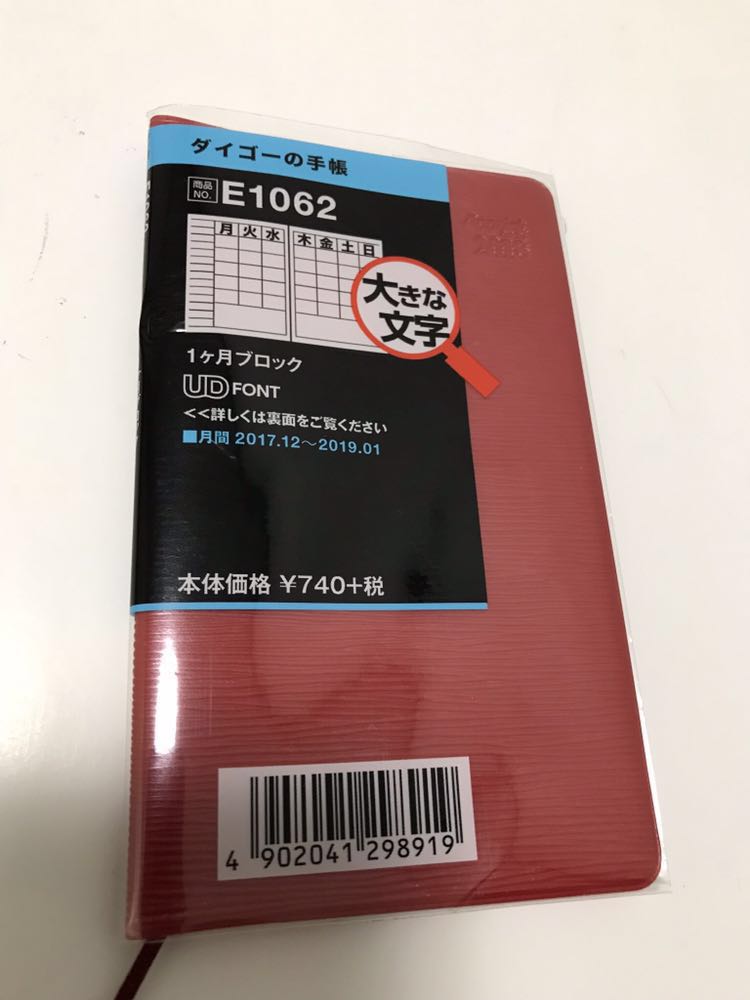 ダイゴーの手帳
商品
NO. E1062
月 火 水 木 金 土 日
大きな
文字
1ヶ月ブロック
UD FONT
<<詳しくは裏面をご覧ください
■月間 2017.12〜2019.01
本体価格 ¥740+税
4 902041 298919